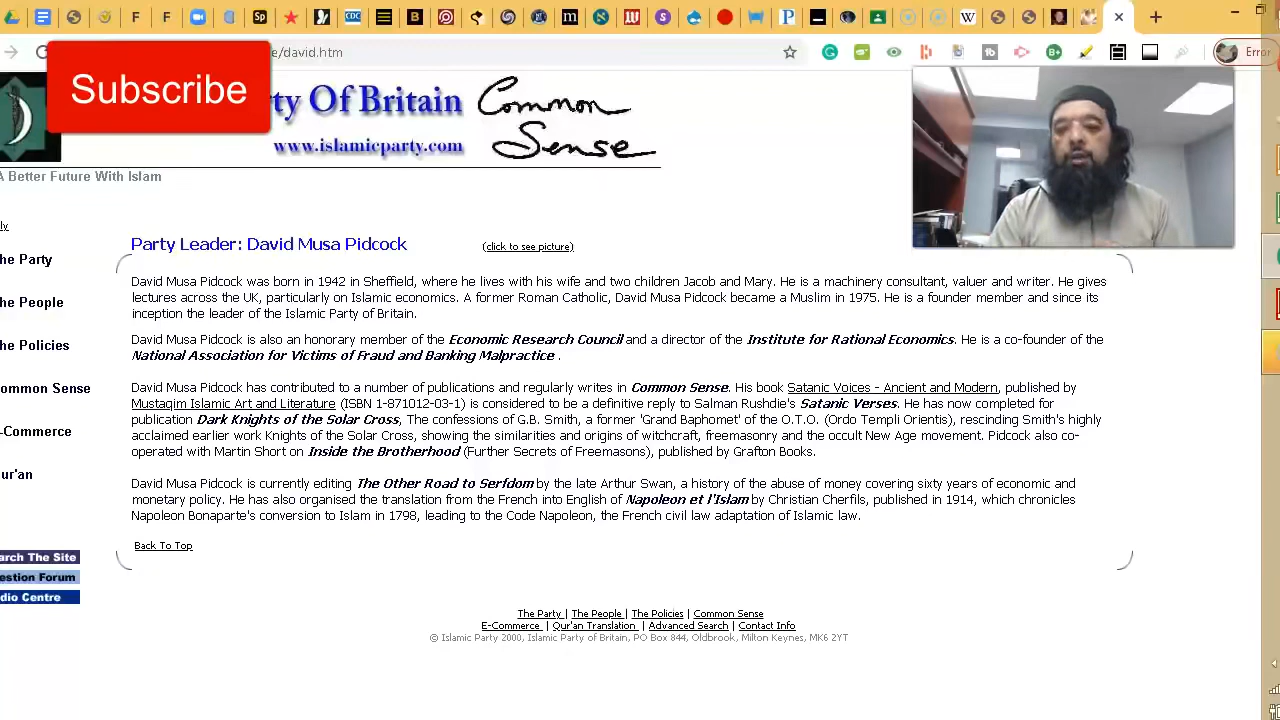 Error
e/david.htm
Subscribe
ty Of Britain
Common
Sense
www.islamicparty.com
A Better Future With Islam
ly
Party Leader: David Musa Pidcock
(click to see picture)
he Party
he People
he Policies
ommon Sense
-Commerce
ur'an
David Musa Pidcock was born in 1942 in Sheffield, where he lives with his wife and two children Jacob and Mary. He is a machinery consultant, valuer and writer. He gives
lectures across the UK, particularly on Islamic economics. A former Roman Catholic, David Musa Pidcock became a Muslim in 1975. He is a founder member and since its
inception the leader of the Islamic Party of Britain.
David Musa Pidcock is also an honorary member of the Economic Research Council and a director of the Institute for Rational Economics. He is a co-founder of the
National Association for Victims of Fraud and Banking Malpractice .
David Musa Pidcock has contributed to a number of publications and regularly writes in Common Sense. His book Satanic Voices - Ancient and Modern, published by
Mustaqim Islamic Art and Literature (ISBN 1-871012-03-1) is considered to be a definitive reply to Salman Rushdie's Satanic Verses. He has now completed for
publication Dark Knights of the Solar Cross, The confessions of G.B. Smith, a former 'Grand Baphomet' of the O.T.O. (Ordo Templi Orientis), rescinding Smith's highly
acclaimed earlier work Knights of the Solar Cross, showing the similarities and origins of witchcraft, freemasonry and the occult New Age movement. Pidcock also co-
operated with Martin Short on Inside the Brotherhood (Further Secrets of Freemasons), published by Grafton Books.
David Musa Pidcock is currently editing The Other Road to Serfdom by the late Arthur Swan, a history of the abuse of money covering sixty years of economic and
monetary policy. He has also organised the translation from the French into English of Napoleon et l'Islam by Christian Cherfils, published in 1914, which chronicles
Napoleon Bonaparte's conversion to Islam in 1798, leading to the Code Napoleon, the French civil law adaptation of Islamic law.
Back To Top
arch The Site
estion Forum
dio Centre
The Party | The People | The Policies | Common Sense
E-Commerce | Qur'an Translation | Advanced Search | Contact Info
© Islamic Party 2000, Islamic Party of Britain, PO Box 844, Oldbrook, Milton Keynes, MK6 2YT